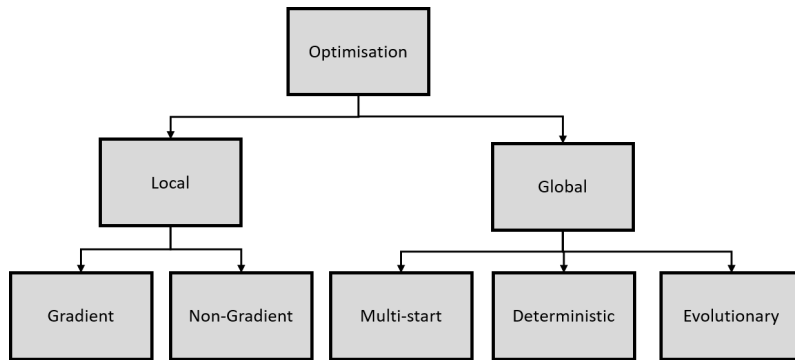 Optimisation
Local
Global
Gradient
Non-Gradient
Multi-start
Deterministic
Evolutionary